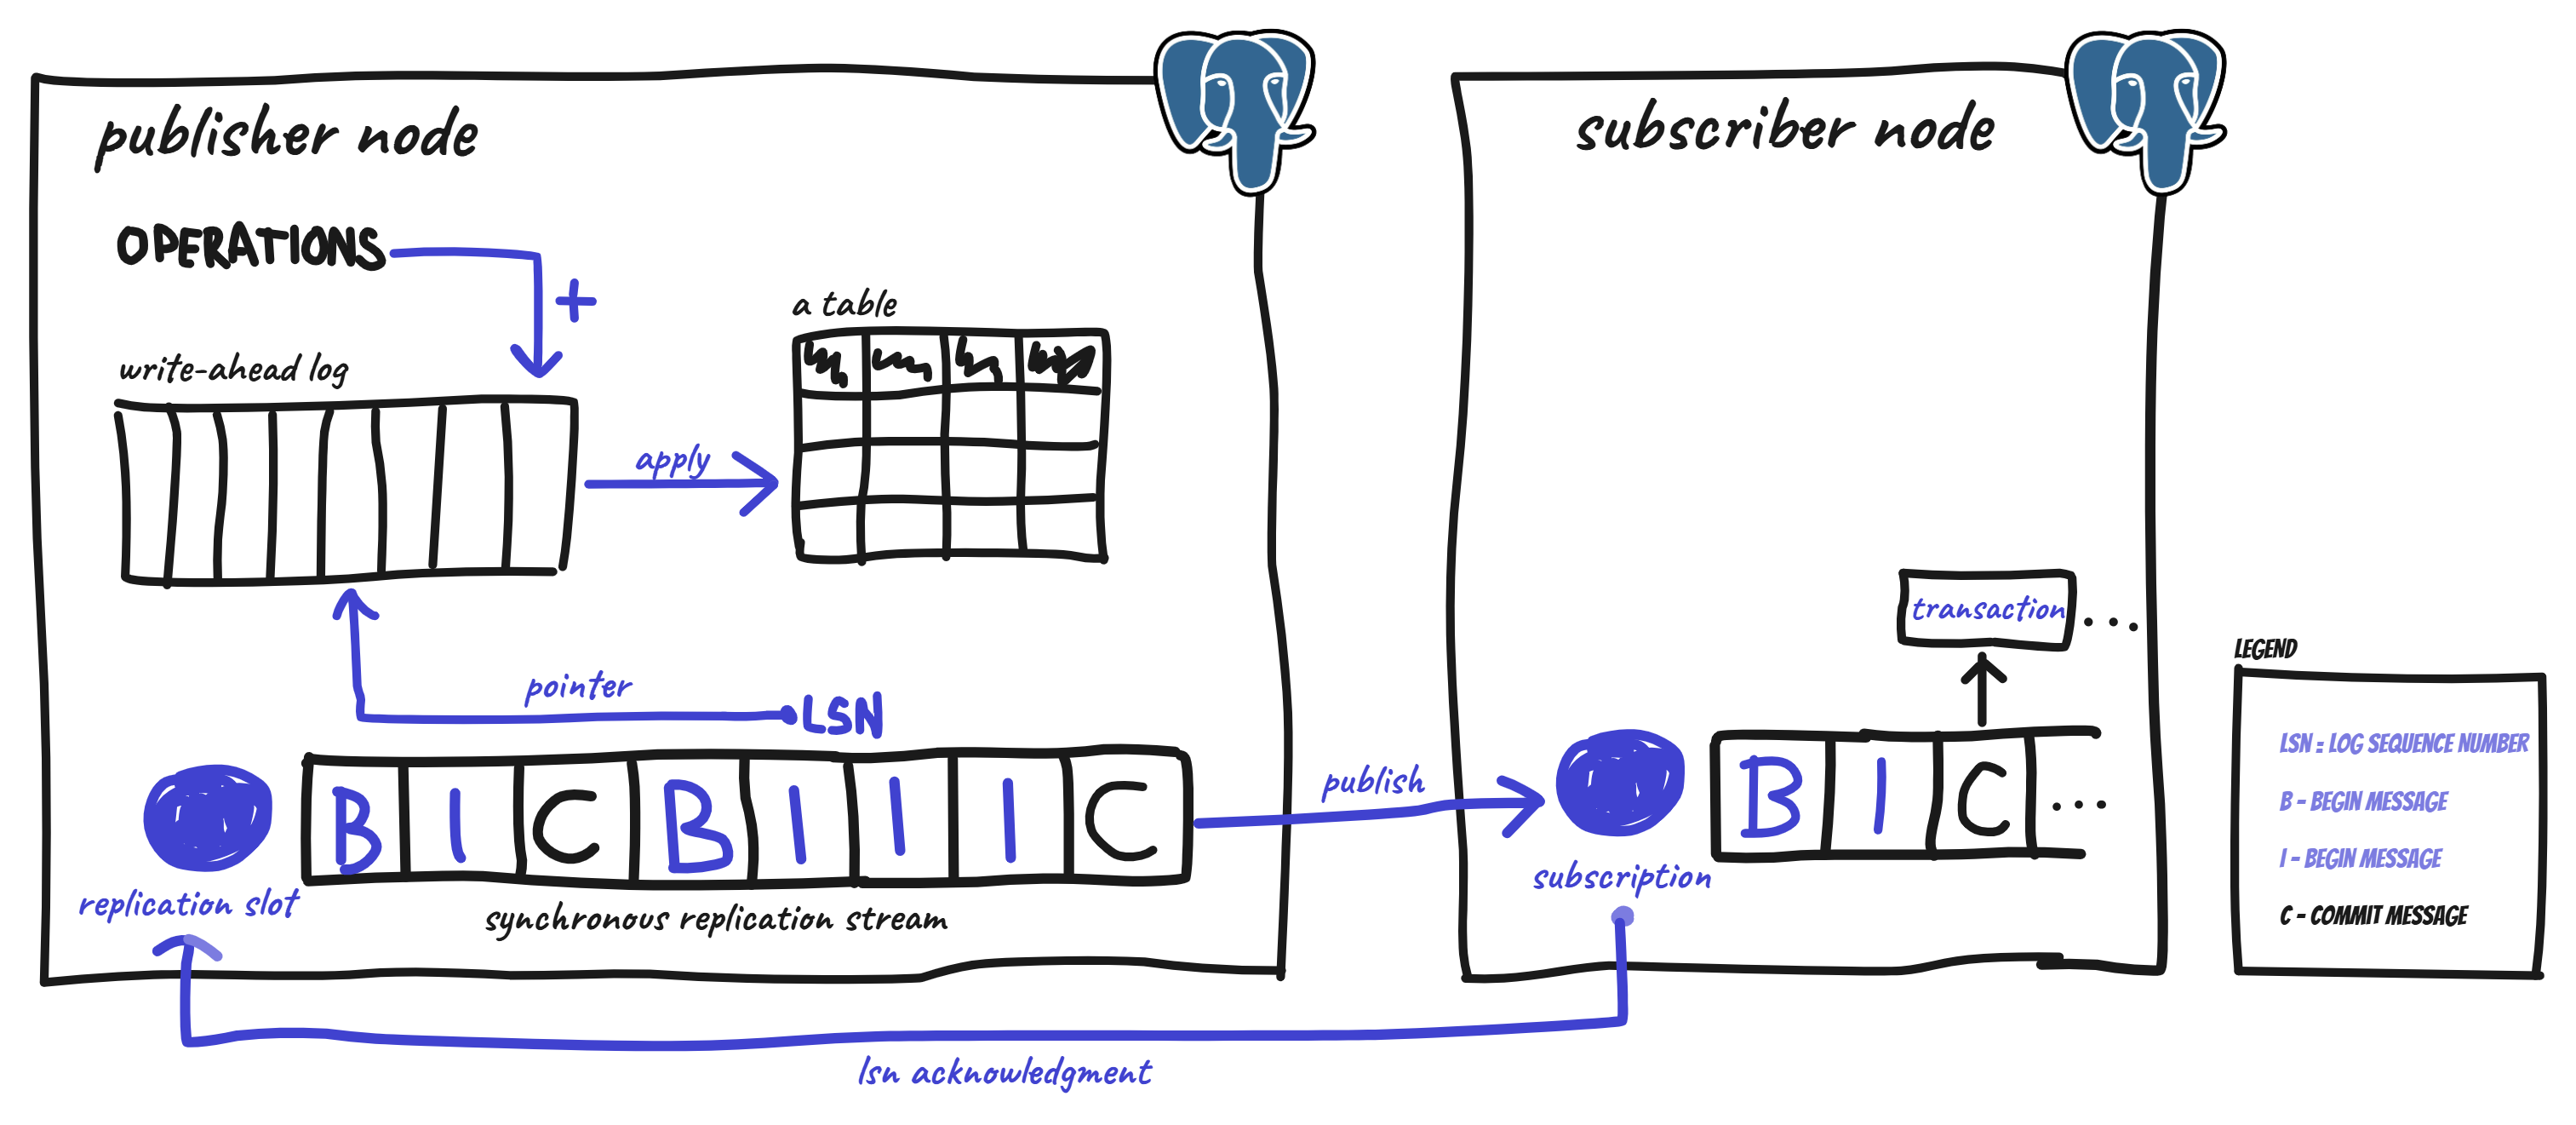 publisher node
OPERATIONS
+
write-ahead log
a table
apply
pointer
LSN
B I C B I I I C
replication slot
synchronous replication stream
publish
subscriber node
transaction
...
subscription
B I C ...
lsn acknowledgment
LEGEND
LSN = LOG SEQUENCE NUMBER
B - BEGIN MESSAGE
I - BEGIN MESSAGE
C - COMMIT MESSAGE